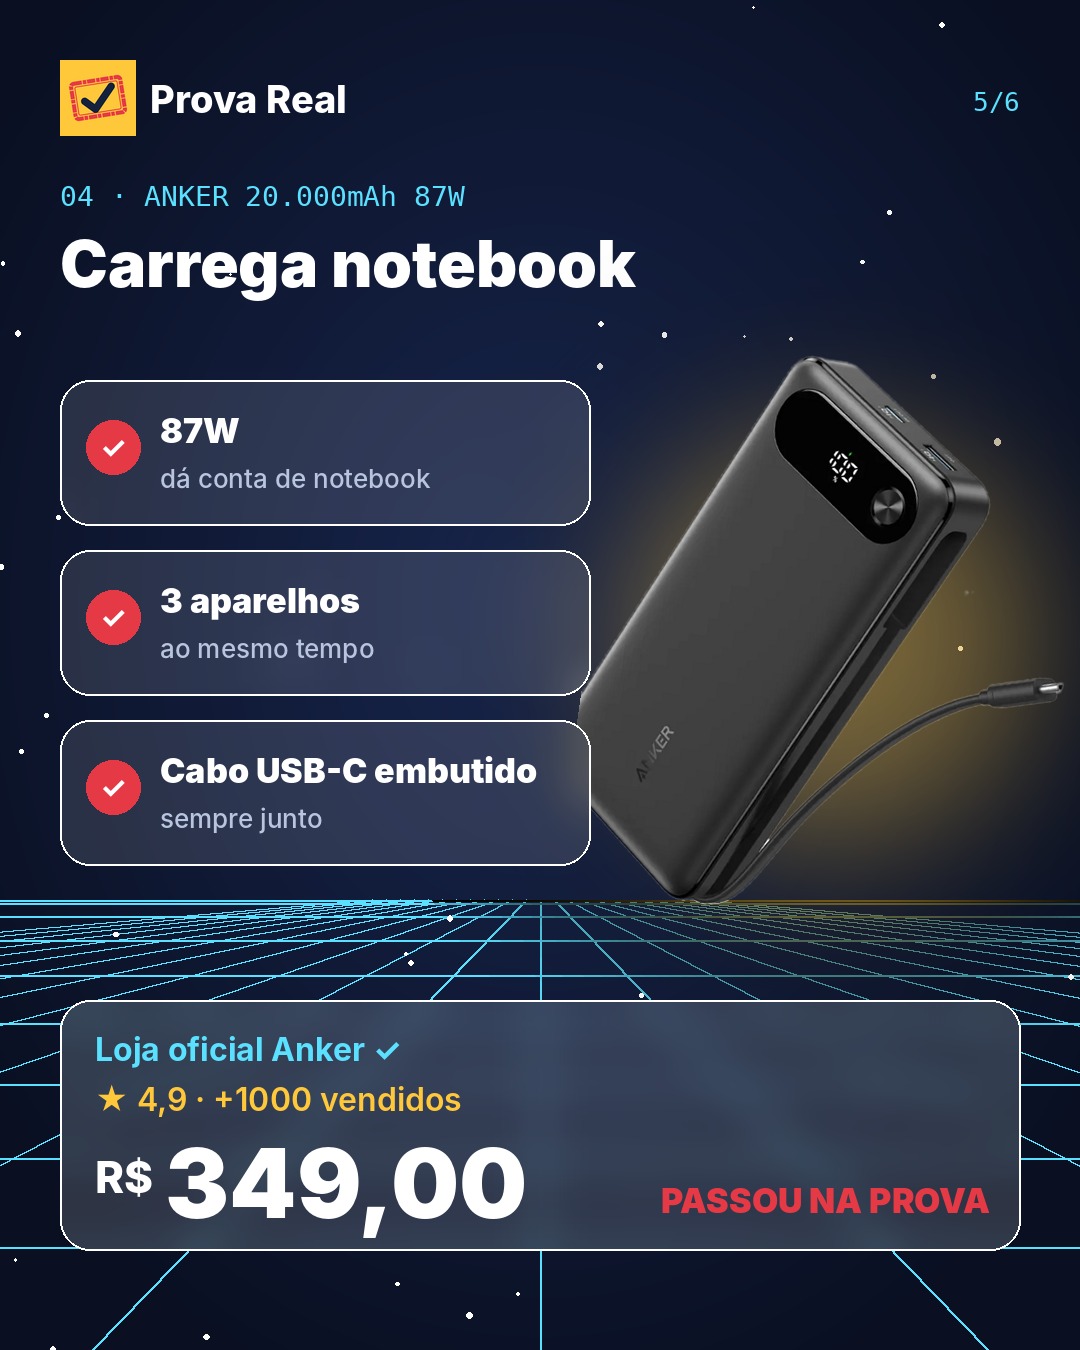 Prova Real
5/6
04 · ANKER 20.000mAh 87W
Carrega notebook
87W
dá conta de notebook
3 aparelhos
ao mesmo tempo
Cabo USB-C embutido
sempre junto
100
ANKER
Loja oficial Anker ✓
★ 4,9 · +1000 vendidos
R$ 349,00
PASSOU NA PROVA